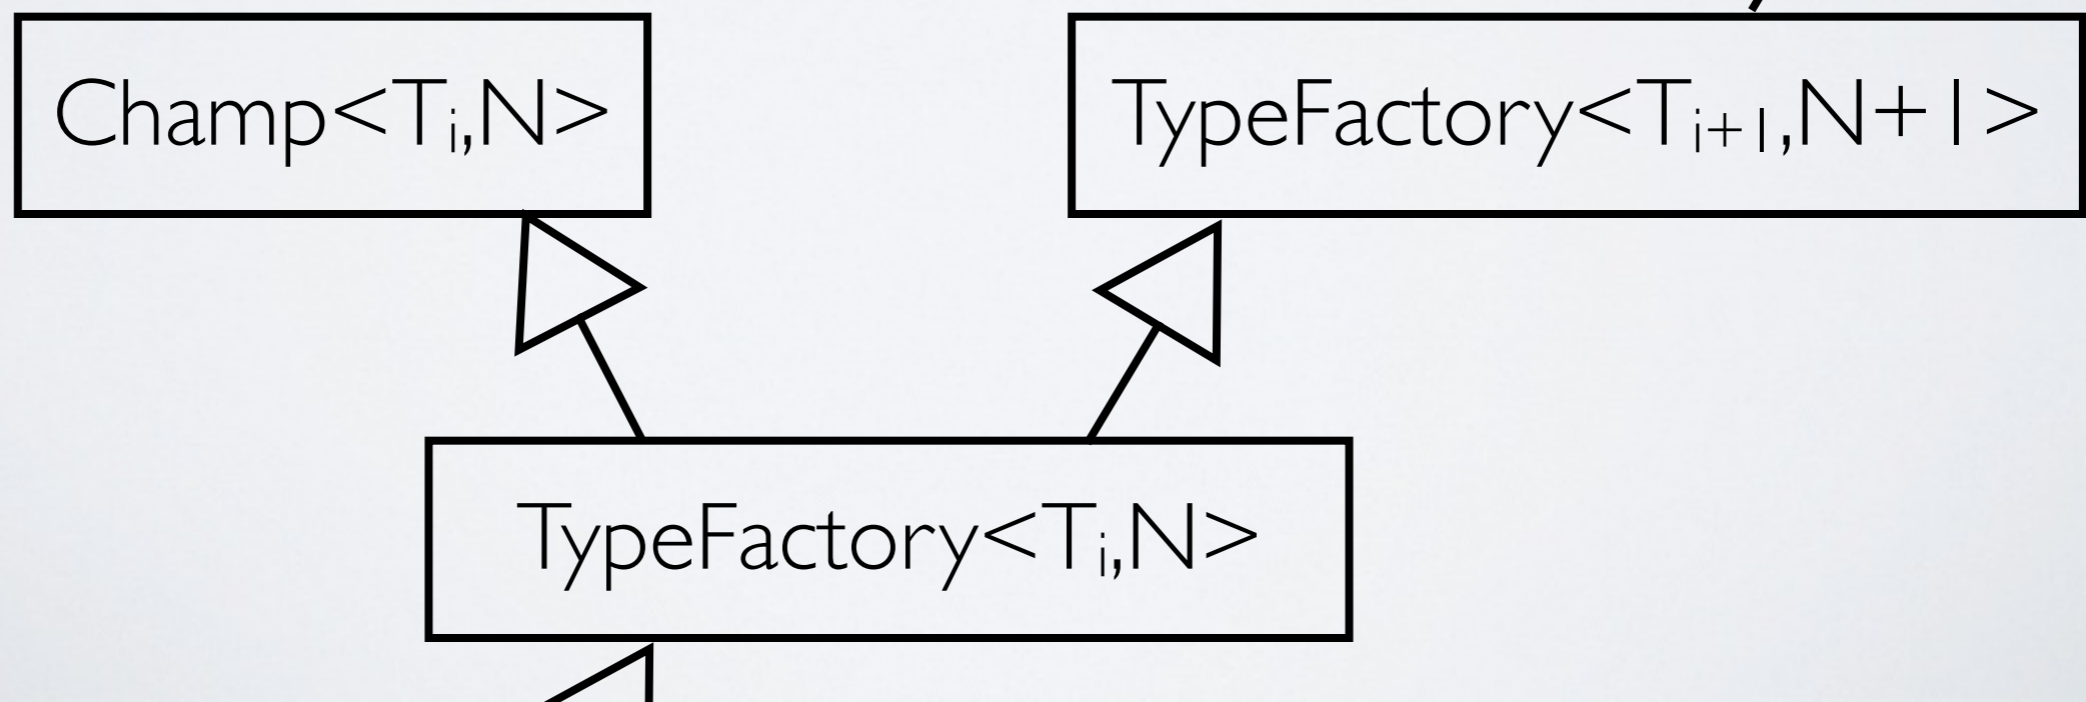 Champ<Tᵢ,N>
TypeFactory<Tᵢ₊₁,N+1>
TypeFactory<Tᵢ,N>